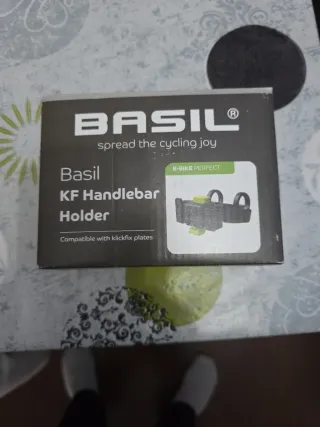 BASIL®
spread the cycling joy
Basil
KF Handlebar
Holder
Compatible with klickfix plates
E-BIKE PERFECT